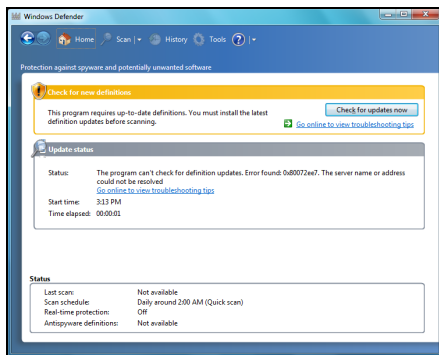 Windows Defender
Home Scan History Tools
Protection against spyware and potentially unwanted software
Check for new definitions
This program requires up-to-date definitions. You must install the latest
definition updates before scanning.
Check for updates now
Go online to view troubleshooting tips
Update status
Status: The program can't check for definition updates. Error found: 0x80072ee7. The server name or address
could not be resolved
Go online to view troubleshooting tips
Start time: 3:13 PM
Time elapsed: 00:00:01
Status
Last scan: Not available
Scan schedule: Daily around 2:00 AM (Quick scan)
Real-time protection: Off
Antispyware definitions: Not available